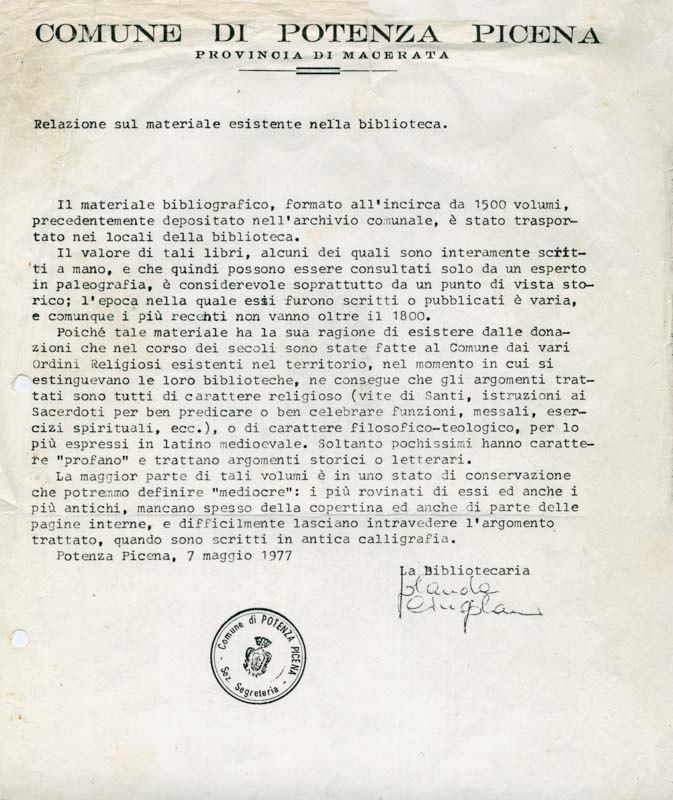 COMUNE DI POTENZA PICENA
PROVINCIA DI MACERATA
Relazione sul materiale esistente nella biblioteca.
Il materiale bibliografico, formato all'incirca da 1500 volumi,
precedentemente depositato nell'archivio comunale, è stato traspor-
tato nei locali della biblioteca.
Il valore di tali libri, alcuni dei quali sono interamente scrit-
ti a mano, e che quindi possono essere consultati solo da un esperto
in paleografia, è considerevole soprattutto da un punto di vista sto-
rico; l'epoca nella quale essi furono scritti o pubblicati è varia,
e comunque i più recenti non vanno oltre il 1800.
Poiché tale materiale ha la sua ragione di esistere dalle dona-
zioni che nel corso dei secoli sono state fatte al Comune dai vari
Ordini Religiosi esistenti nel territorio, nel momento in cui si
estinguevano le loro biblioteche, ne consegue che gli argomenti trat-
tati sono tutti di carattere religioso (vite di Santi, istruzioni ai
Sacerdoti per ben predicare o ben celebrare funzioni, messali, eser-
cizi spirituali, ecc.), o di carattere filosofico-teologico, per lo
più espressi in latino medioevale. Soltanto pochissimi hanno caratte-
re "profano" e trattano argomenti storici o letterari.
La maggior parte di tali volumi è in uno stato di conservazione
che potremmo definire "mediocre": i più rovinati di essi ed anche i
più antichi, mancano spesso della copertina ed anche di parte delle
pagine interne, e difficilmente lasciano intravedere l'argomento
trattato, quando sono scritti in antica calligrafia.
Potenza Picena, 7 maggio 1977
La Bibliotecaria
Comune di POTENZA PICENA
Sez. Segreteria